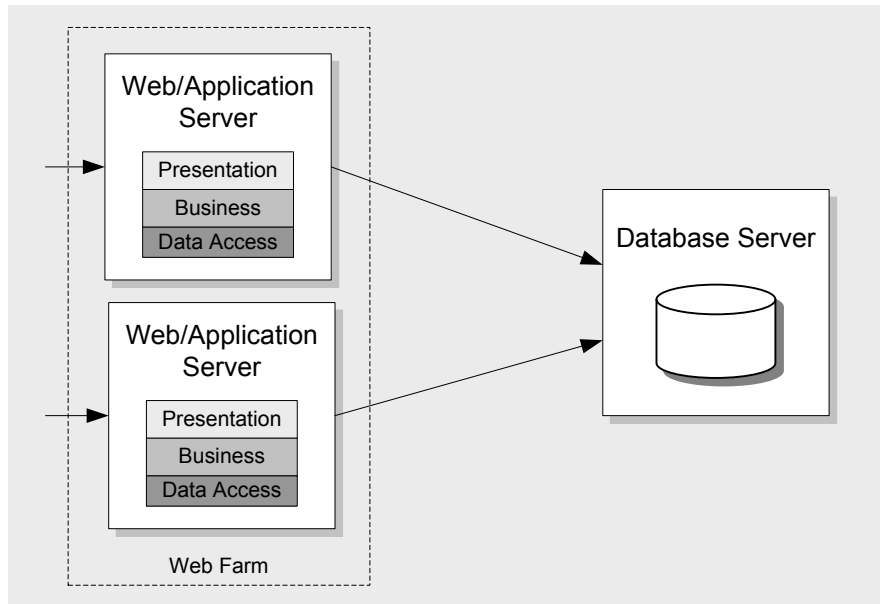 Web/Application
Server
Presentation
Business
Data Access
Web/Application
Server
Presentation
Business
Data Access
Web Farm
Database Server